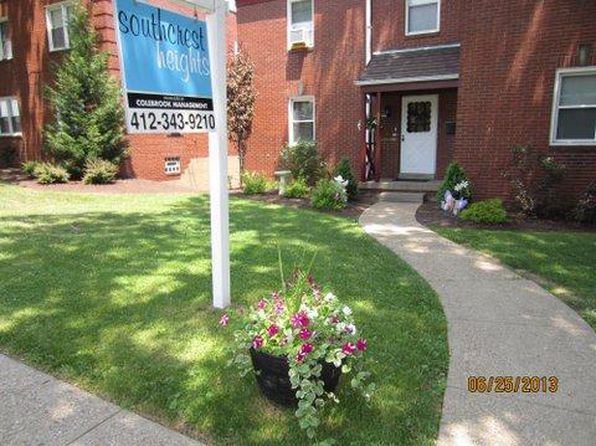 southcrest
heights
COLEBROOK MANAGEMENT
412-343-9210
06/25/2013